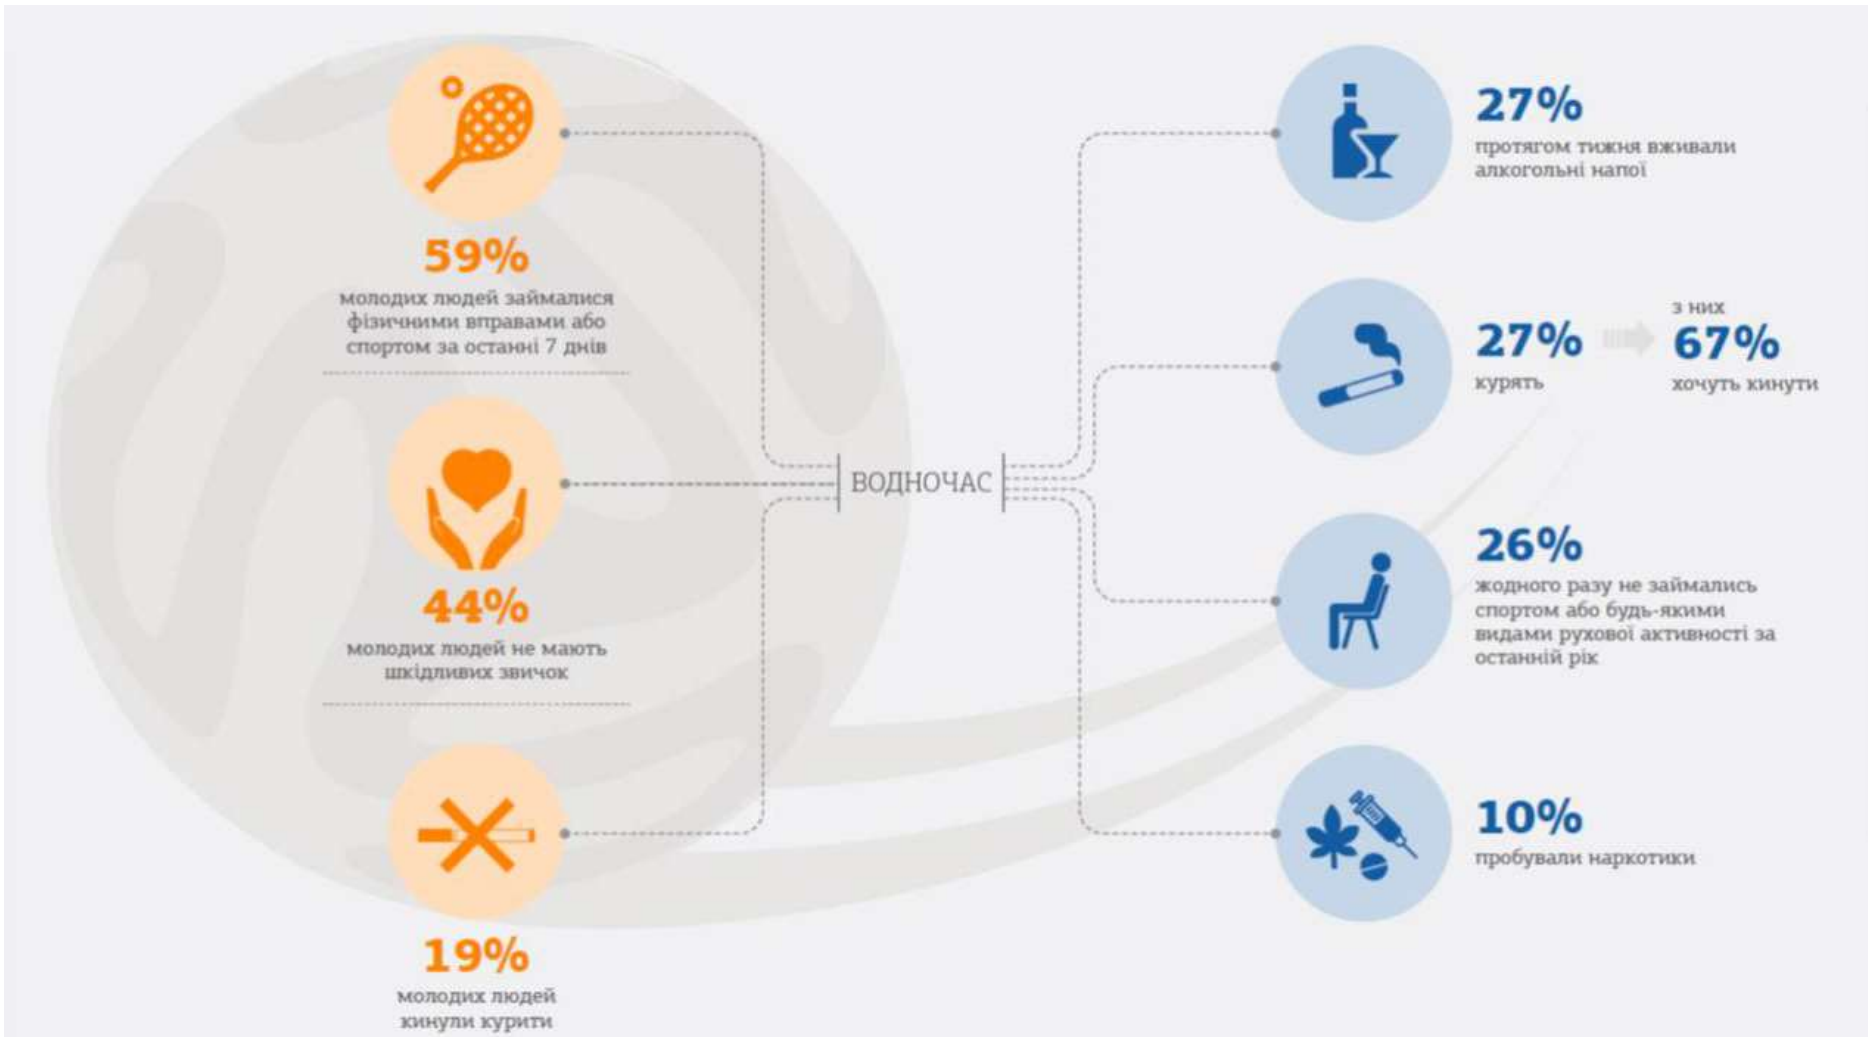 59%
молодих людей займалися
фізичними вправами або
спортом за останні 7 днів
44%
молодих людей не мають
шкідливих звичок
19%
молодих людей
кинули курити
ВОДНОЧАС
27%
протягом тижня вживали
алкогольні напої
27%
курять
з них
67%
хочуть кинути
26%
жодного разу не займались
спортом або будь-якими
видами рухової активності за
останній рік
10%
пробували наркотики